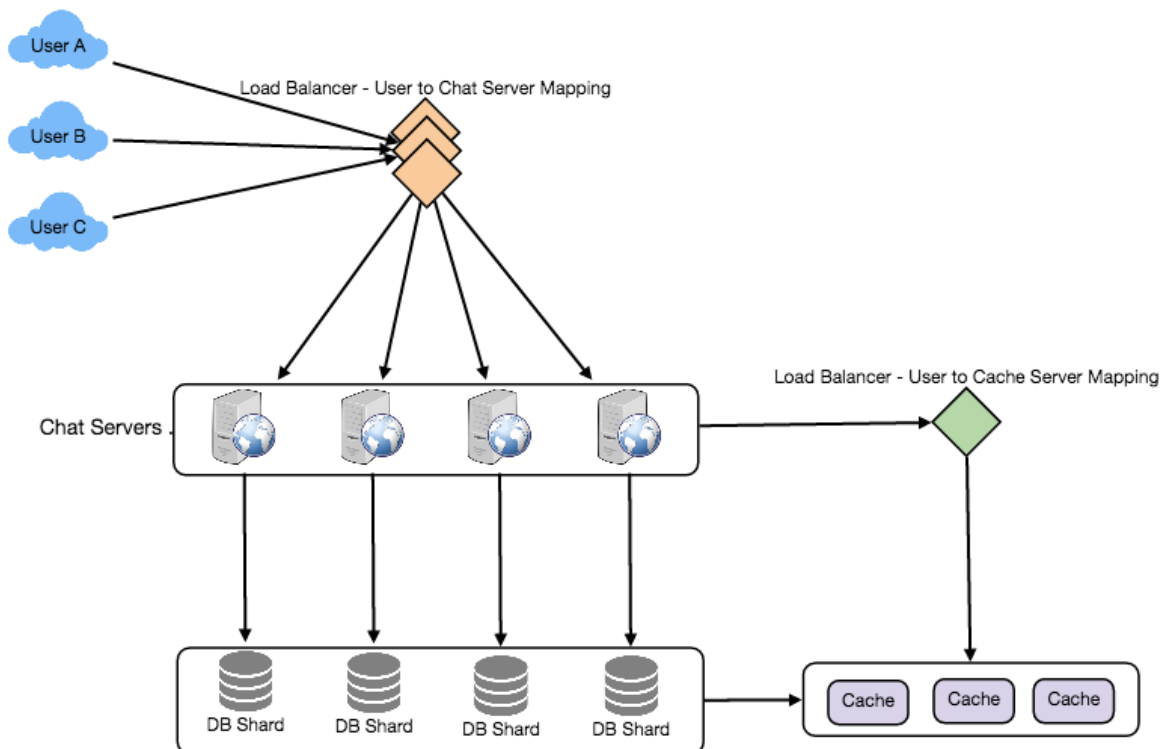 User A
Load Balancer - User to Chat Server Mapping
User B
User C
Load Balancer - User to Cache Server Mapping
Chat Servers .
DB Shard
DB Shard
DB Shard
DB Shard
Cache
Cache
Cache